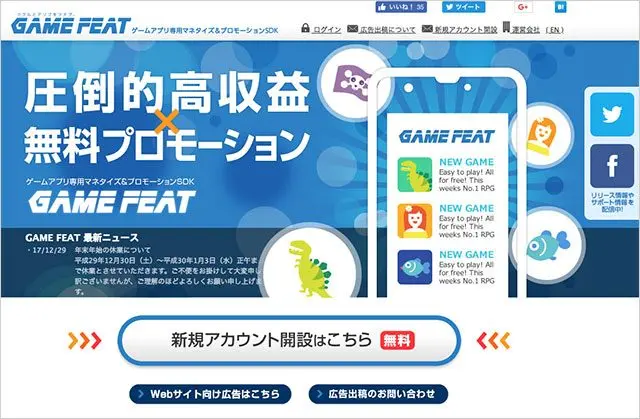 いいね! 35
ツイート
G+
B!
GAME FEAT
ゲームアプリ専用マネタイズ&プロモーションSDK
ログイン
広告出稿について
新規アカウント開設
運営会社
( EN )
圧倒的高収益
×
無料プロモーション
ゲームアプリ専用マネタイズ&プロモーションSDK
GAME FEAT
GAME FEAT
NEW GAME
Easy to play! All
for free! This
weeks No.1 RPG
NEW GAME
Easy to play! All
for free! This
weeks No.1 RPG
NEW GAME
Easy to play! All
for free! This
weeks No.1 RPG
リリース情報や
サポート情報を
配信中!
GAME FEAT 最新ニュース
・17/12/29 年末年始の休業について
平成29年12月30日(土)〜平成30年1月3日(水)正午ま
で休業とさせていただきます。ご不便をお掛けして大変申し
訳ございませんが、ご理解のほどよろしくお願い申し上げま
す。
新規アカウント開設はこちら 無料
Webサイト向け広告はこちら
広告出稿のお問い合わせ